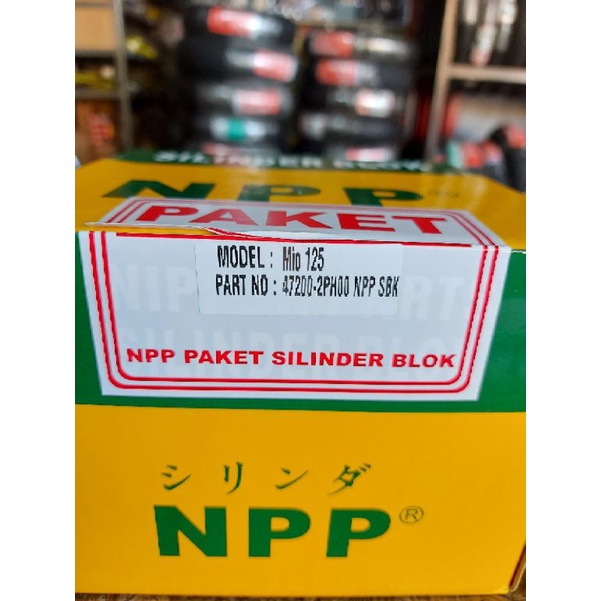 SILINDER BLOK
NPP®
PAKET
MODEL : Mio 125
PART NO : 47200-2PH00 NPP SBK
NPP PAKET SILINDER BLOK
シリンダ
NPP®